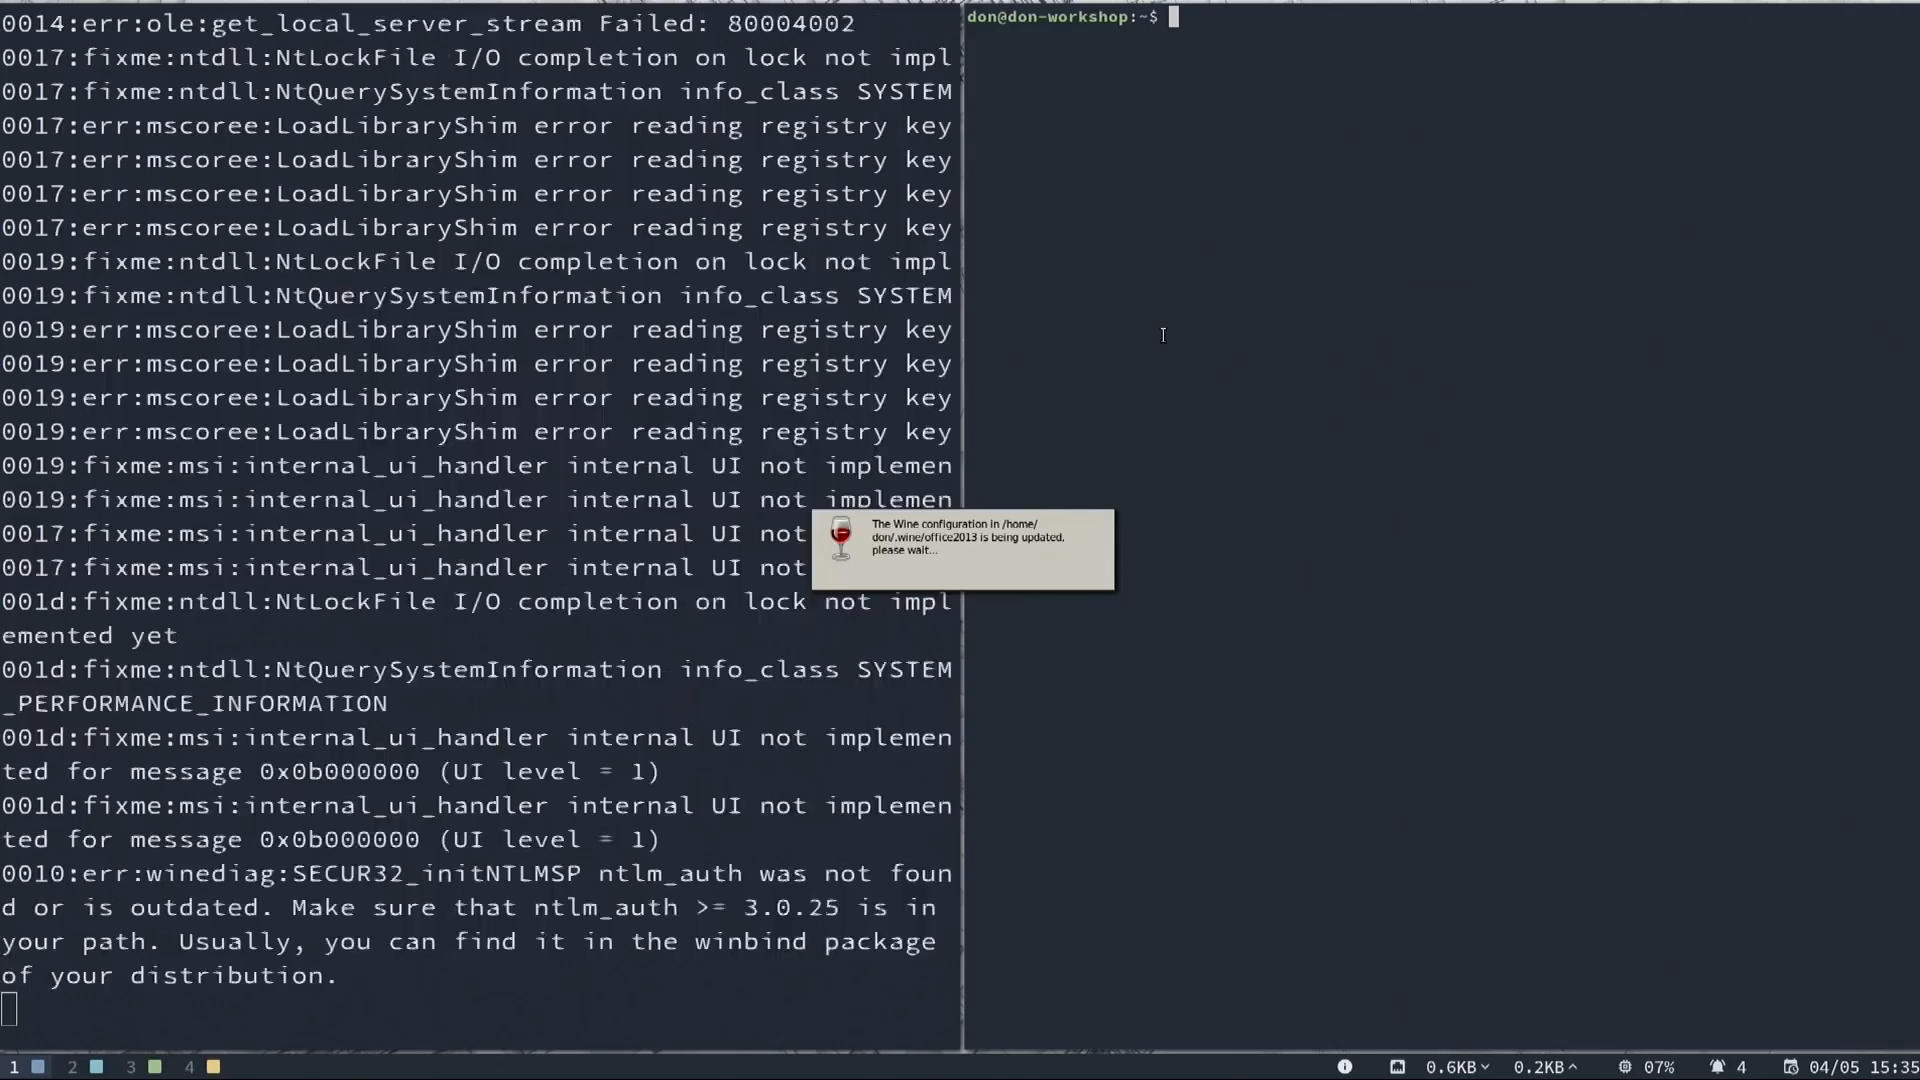 0014:err:ole:get_local_server_stream Failed: 80004002
0017:fixme:ntdll:NtLockFile I/O completion on lock not impl
0017:fixme:ntdll:NtQuerySystemInformation info_class SYSTEM
0017:err:mscoree:LoadLibraryShim error reading registry key
0017:err:mscoree:LoadLibraryShim error reading registry key
0017:err:mscoree:LoadLibraryShim error reading registry key
0017:err:mscoree:LoadLibraryShim error reading registry key
0019:fixme:ntdll:NtLockFile I/O completion on lock not impl
0019:fixme:ntdll:NtQuerySystemInformation info_class SYSTEM
0019:err:mscoree:LoadLibraryShim error reading registry key
0019:err:mscoree:LoadLibraryShim error reading registry key
0019:err:mscoree:LoadLibraryShim error reading registry key
0019:err:mscoree:LoadLibraryShim error reading registry key
0019:fixme:msi:internal_ui_handler internal UI not implemen
0019:fixme:msi:internal_ui_handler internal UI not implemen
0017:fixme:msi:internal_ui_handler internal UI not
0017:fixme:msi:internal_ui_handler internal UI not
001d:fixme:ntdll:NtLockFile I/O completion on lock not impl
emented yet
001d:fixme:ntdll:NtQuerySystemInformation info_class SYSTEM
_PERFORMANCE_INFORMATION
001d:fixme:msi:internal_ui_handler internal UI not implemen
ted for message 0x0b000000 (UI level = 1)
001d:fixme:msi:internal_ui_handler internal UI not implemen
ted for message 0x0b000000 (UI level = 1)
0010:err:winediag:SECUR32_initNTLMSP ntlm_auth was not foun
d or is outdated. Make sure that ntlm_auth >= 3.0.25 is in
your path. Usually, you can find it in the winbind package
of your distribution.
don@don-workshop:~$
The Wine configuration in /home/
don/.wine/office2013 is being updated,
please wait...
1 2 3 4 0.6KB 0.2KB 07% 4 04/05 15:35